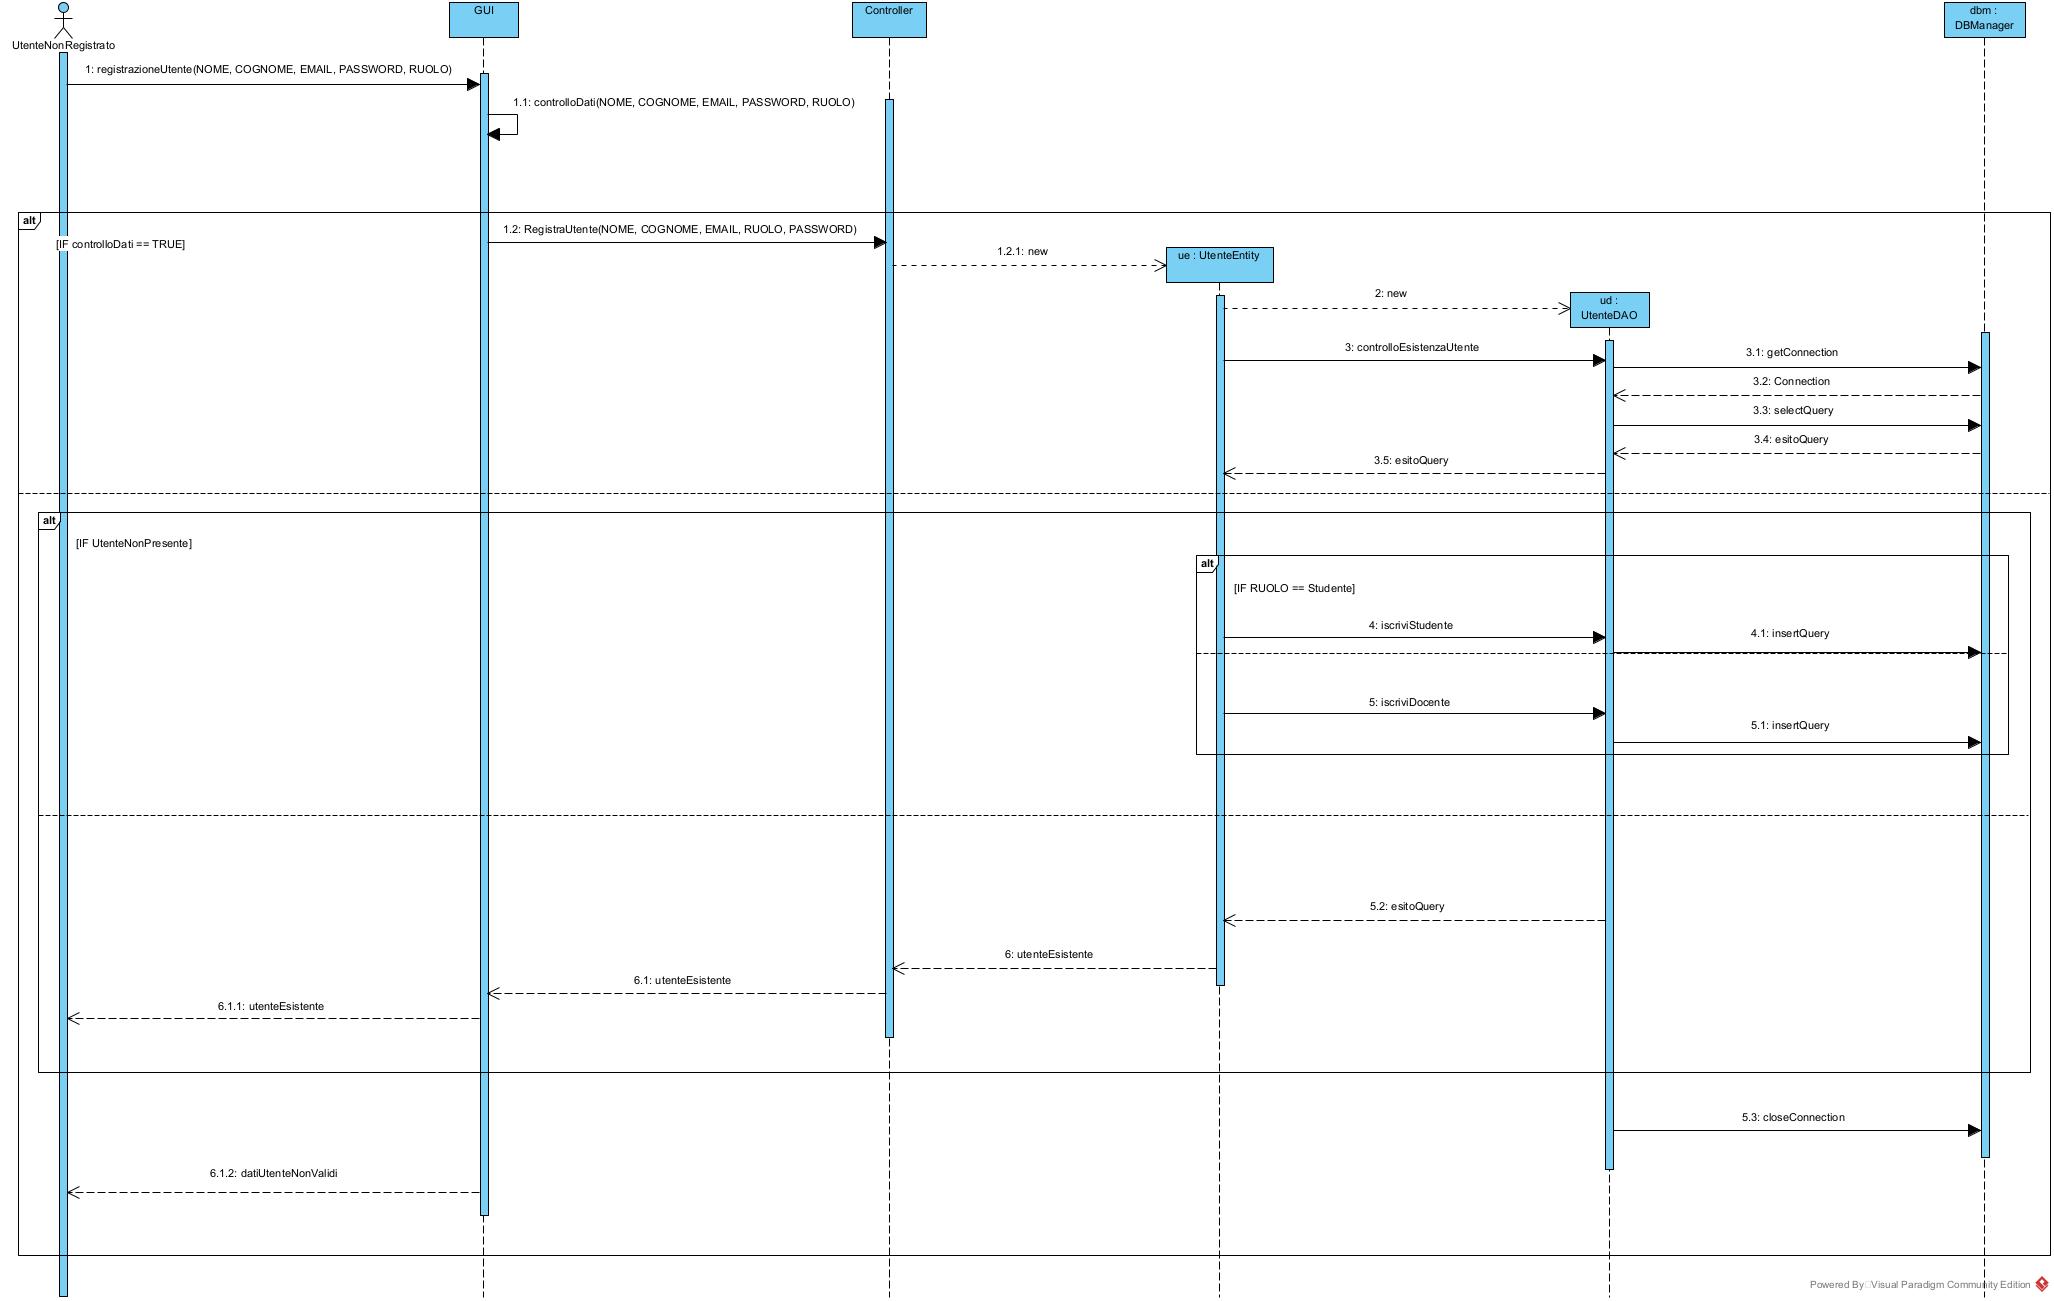 GUI
Controller
dbm :
DBManager
UtenteNonRegistrato
1: registrazioneUtente(NOME, COGNOME, EMAIL, PASSWORD, RUOLO)
1.1: controlloDati(NOME, COGNOME, EMAIL, PASSWORD, RUOLO)
alt
[IF controlloDati == TRUE]
1.2: RegistraUtente(NOME, COGNOME, EMAIL, RUOLO, PASSWORD)
1.2.1: new
ue : UtenteEntity
2: new
ud :
UtenteDAO
3: controlloEsistenzaUtente
3.1: getConnection
3.2: Connection
3.3: selectQuery
3.4: esitoQuery
3.5: esitoQuery
alt
[IF UtenteNonPresente]
alt
[IF RUOLO == Studente]
4: iscriviStudente
4.1: insertQuery
5: iscriviDocente
5.1: insertQuery
5.2: esitoQuery
6: utenteEsistente
6.1: utenteEsistente
6.1.1: utenteEsistente
5.3: closeConnection
6.1.2: datiUtenteNonValidi
Powered By Visual Paradigm Community Edition